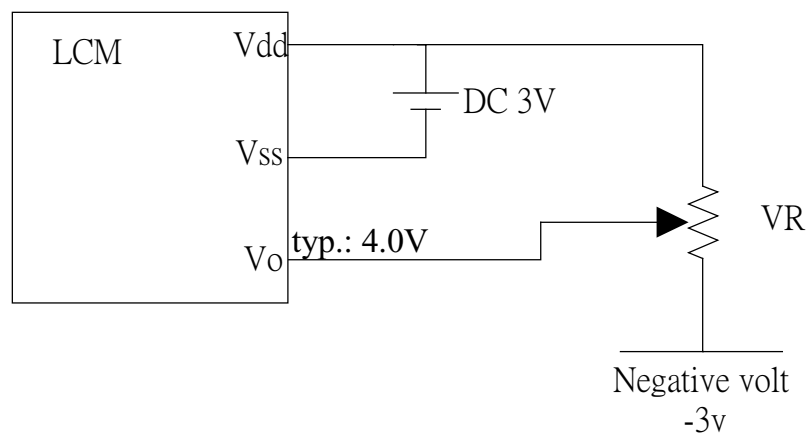 LCM
Vdd
DC 3V
Vss
VR
typ.: 4.0V
Vo
Negative volt
-3v